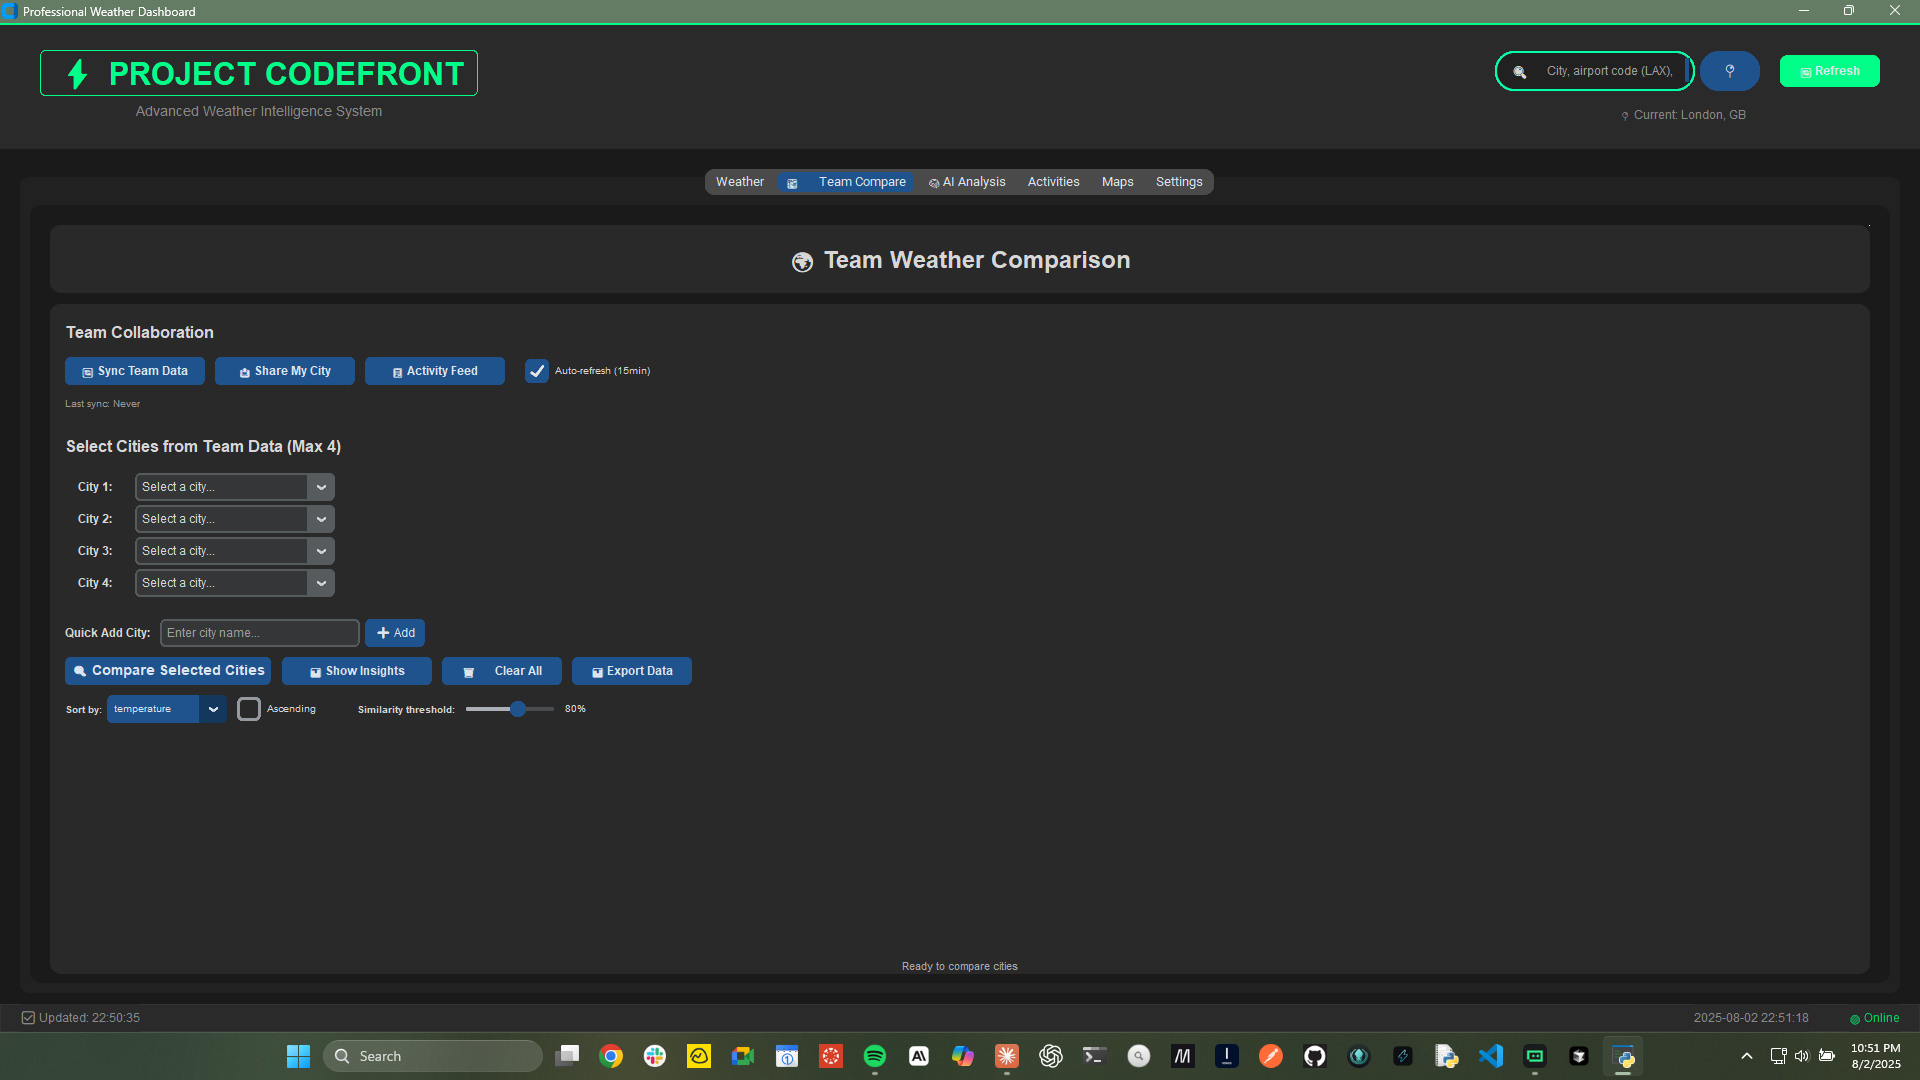 Professional Weather Dashboard
PROJECT CODEFRONT
Advanced Weather Intelligence System
City, airport code (LAX),
Refresh
Current: London, GB
Weather
Team Compare
AI Analysis
Activities
Maps
Settings
Team Weather Comparison
Team Collaboration
Sync Team Data
Share My City
Activity Feed
Auto-refresh (15min)
Last sync: Never
Select Cities from Team Data (Max 4)
City 1: Select a city...
City 2: Select a city...
City 3: Select a city...
City 4: Select a city...
Quick Add City: Enter city name... Add
Compare Selected Cities
Show Insights
Clear All
Export Data
Sort by: temperature
Ascending
Similarity threshold: 80%
Ready to compare cities
Updated: 22:50:35
2025-08-02 22:51:18
Online
Search
10:51 PM
8/2/2025